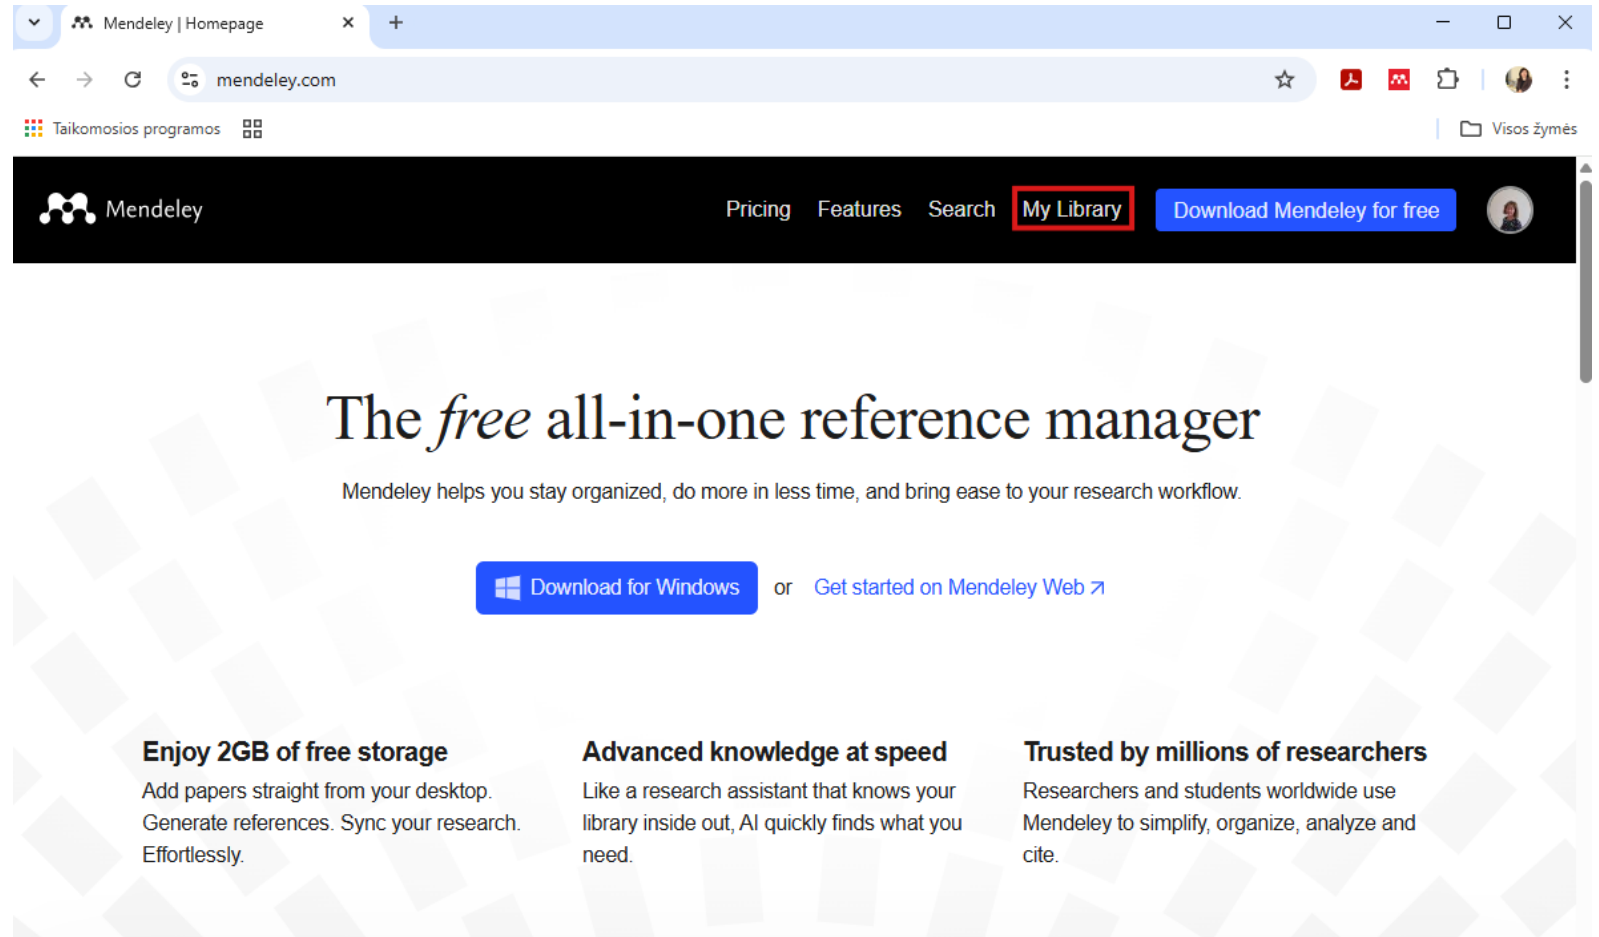 Mendeley | Homepage
mendeley.com
Taikomosios programos
Visos žymės
Mendeley
Pricing Features Search My Library Download Mendeley for free
The free all-in-one reference manager
Mendeley helps you stay organized, do more in less time, and bring ease to your research workflow.
Download for Windows or Get started on Mendeley Web
Enjoy 2GB of free storage
Add papers straight from your desktop.
Generate references. Sync your research.
Effortlessly.
Advanced knowledge at speed
Like a research assistant that knows your
library inside out, AI quickly finds what you
need.
Trusted by millions of researchers
Researchers and students worldwide use
Mendeley to simplify, organize, analyze and
cite.